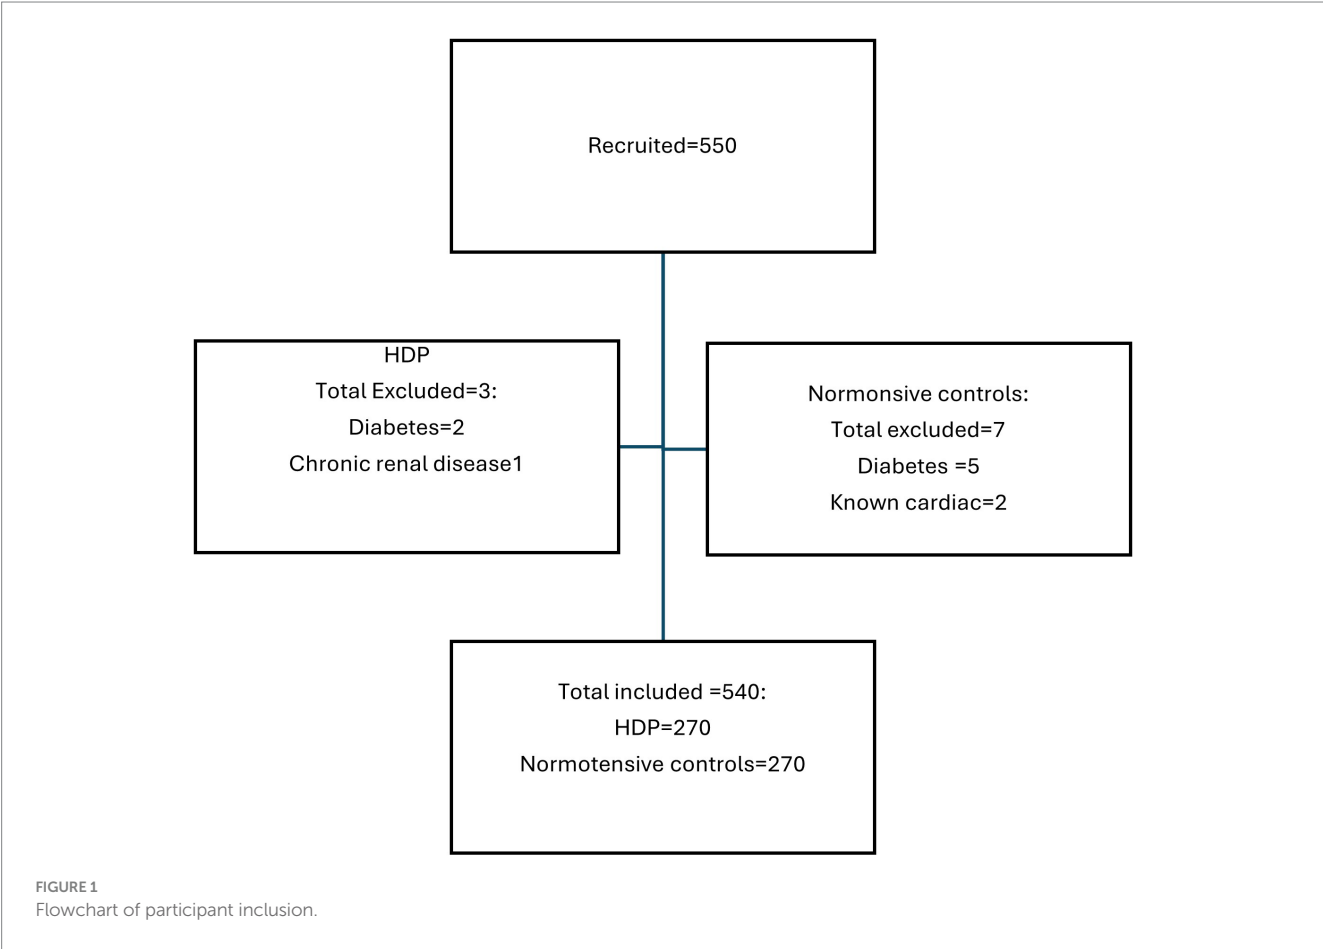 Recruited=550
HDP
Total Excluded=3:
Diabetes=2
Chronic renal disease1
Normonsive controls:
Total excluded=7
Diabetes =5
Known cardiac=2
Total included =540:
HDP=270
Normotensive controls=270
FIGURE 1
Flowchart of participant inclusion.